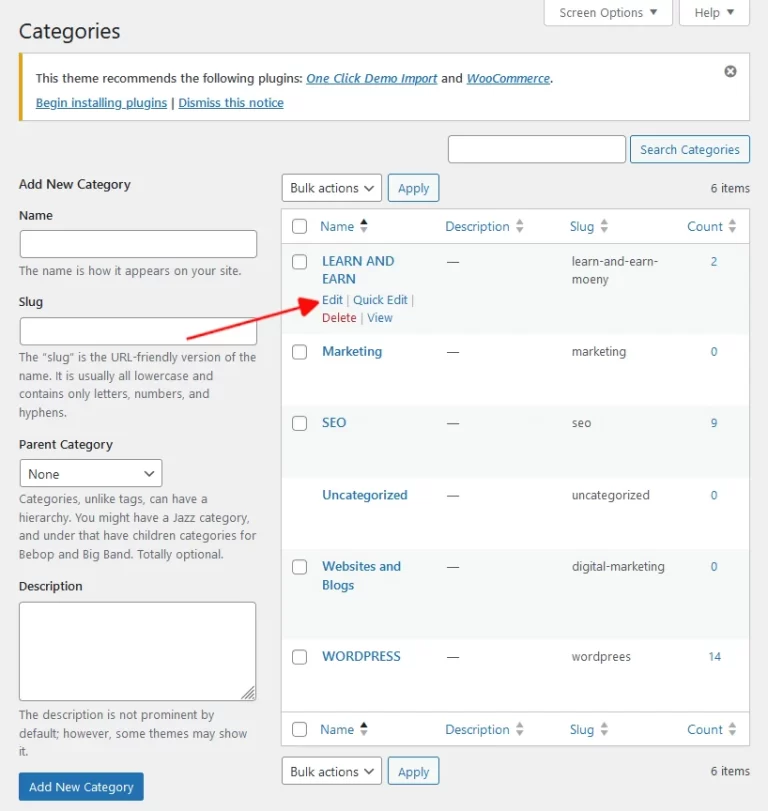 Screen Options
Help
Categories
This theme recommends the following plugins: One Click Demo Import and WooCommerce.
Begin installing plugins | Dismiss this notice
Search Categories
Add New Category
Name
The name is how it appears on your site.
Slug
The “slug” is the URL-friendly version of the
name. It is usually all lowercase and
contains only letters, numbers, and
hyphens.
Parent Category
None
Categories, unlike tags, can have a
hierarchy. You might have a Jazz category,
and under that have children categories for
Bebop and Big Band. Totally optional.
Description
The description is not prominent by
default; however, some themes may show
it.
Add New Category
Bulk actions Apply 6 items
Name Description Slug Count
LEARN AND — learn-and-earn- 2
EARN moeny
Edit | Quick Edit |
Delete | View
Marketing — marketing 0
SEO — seo 9
Uncategorized — uncategorized 0
Websites and — digital-marketing 0
Blogs
WORDPRESS — wordprees 14
Name Description Slug Count
Bulk actions Apply 6 items